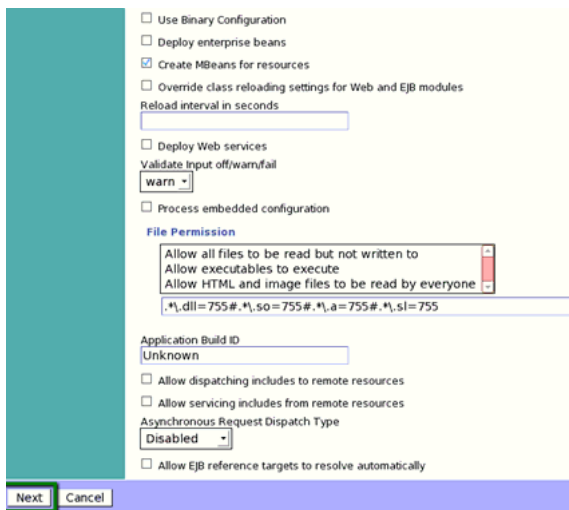 Use Binary Configuration
Deploy enterprise beans
Create MBeans for resources
Override class reloading settings for Web and EJB modules
Reload interval in seconds
Deploy Web services
Validate Input off/warn/fail
warn
Process embedded configuration
File Permission
Allow all files to be read but not written to
Allow executables to execute
Allow HTML and image files to be read by everyone
.*\.dll=755#.*\.so=755#.*\.a=755#.*\.sl=755
Application Build ID
Unknown
Allow dispatching includes to remote resources
Allow servicing includes from remote resources
Asynchronous Request Dispatch Type
Disabled
Allow EJB reference targets to resolve automatically
Next Cancel